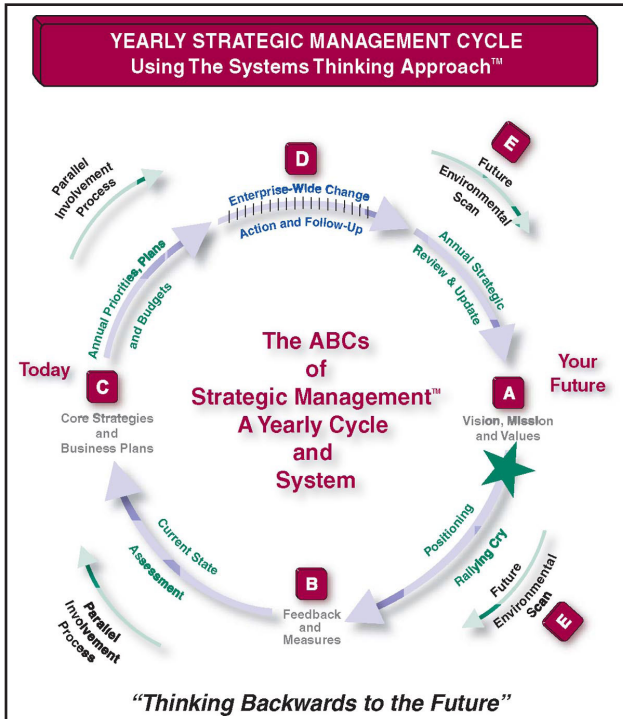 YEARLY STRATEGIC MANAGEMENT CYCLE
Using The Systems Thinking Approach™
D
E
Parallel
Involvement
Process
Enterprise-Wide Change
Action and Follow-Up
Future
Environmental
Scan
Annual Priorities, Plans
and Budgets
Annual Strategic
Review & Update
The ABCs
of
Strategic Management™
A Yearly Cycle
and
System
Today
C
Core Strategies
and
Business Plans
Your
Future
A
Vision, Mission
and Values
Current State
Assessment
Positioning
Rallying Cry
B
Feedback
and
Measures
Parallel
Involvement
Process
Future
Environmental
Scan
E
“Thinking Backwards to the Future”